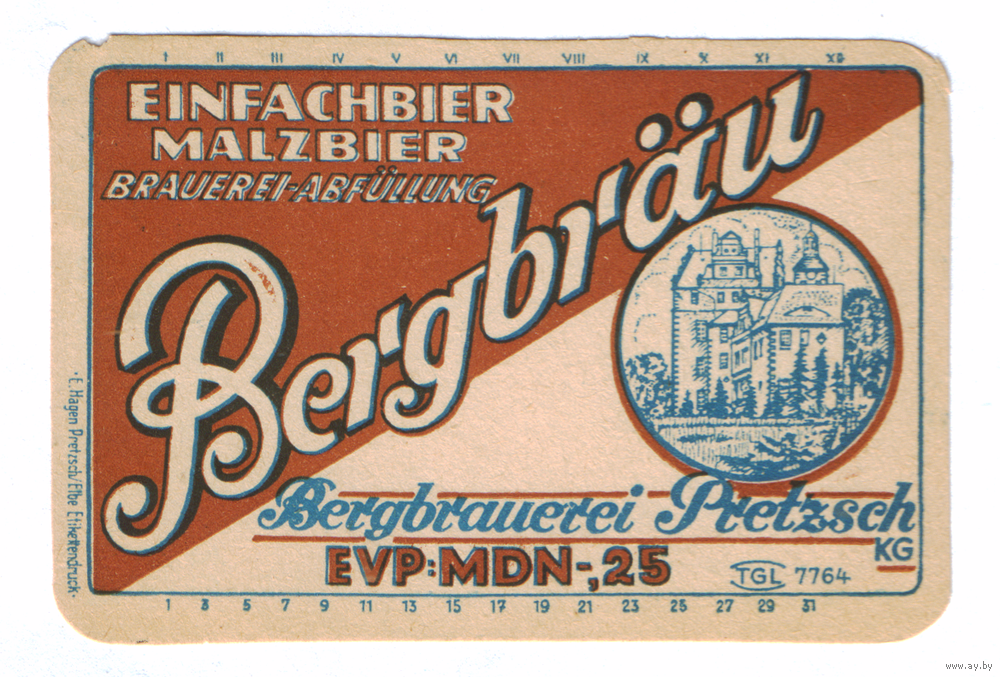 I II III IV V VI VII VIII IX X XI XII
EINFACHBIER
MALZBIER
BRAUEREI-ABFÜLLUNG
Bergbräu
Bergbrauerei Pretzsch
KG
EVP:MDN-,25
TGL 7764
1 3 5 7 9 11 13 15 17 19 21 23 25 27 29 31
·E. Hagen Pretzsch/Elbe Etikettendruck·
www.ay.by